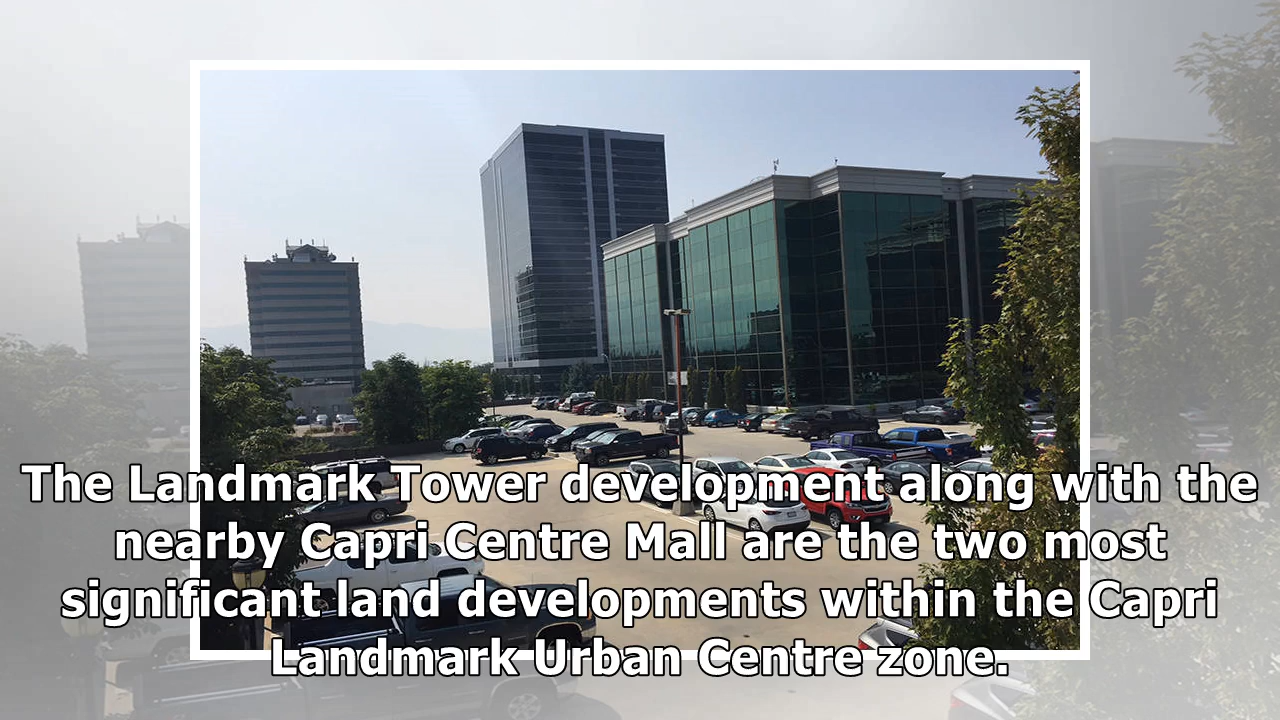 The Landmark Tower development along with the
nearby Capri Centre Mall are the two most
significant land developments within the Capri
Landmark Urban Centre zone.